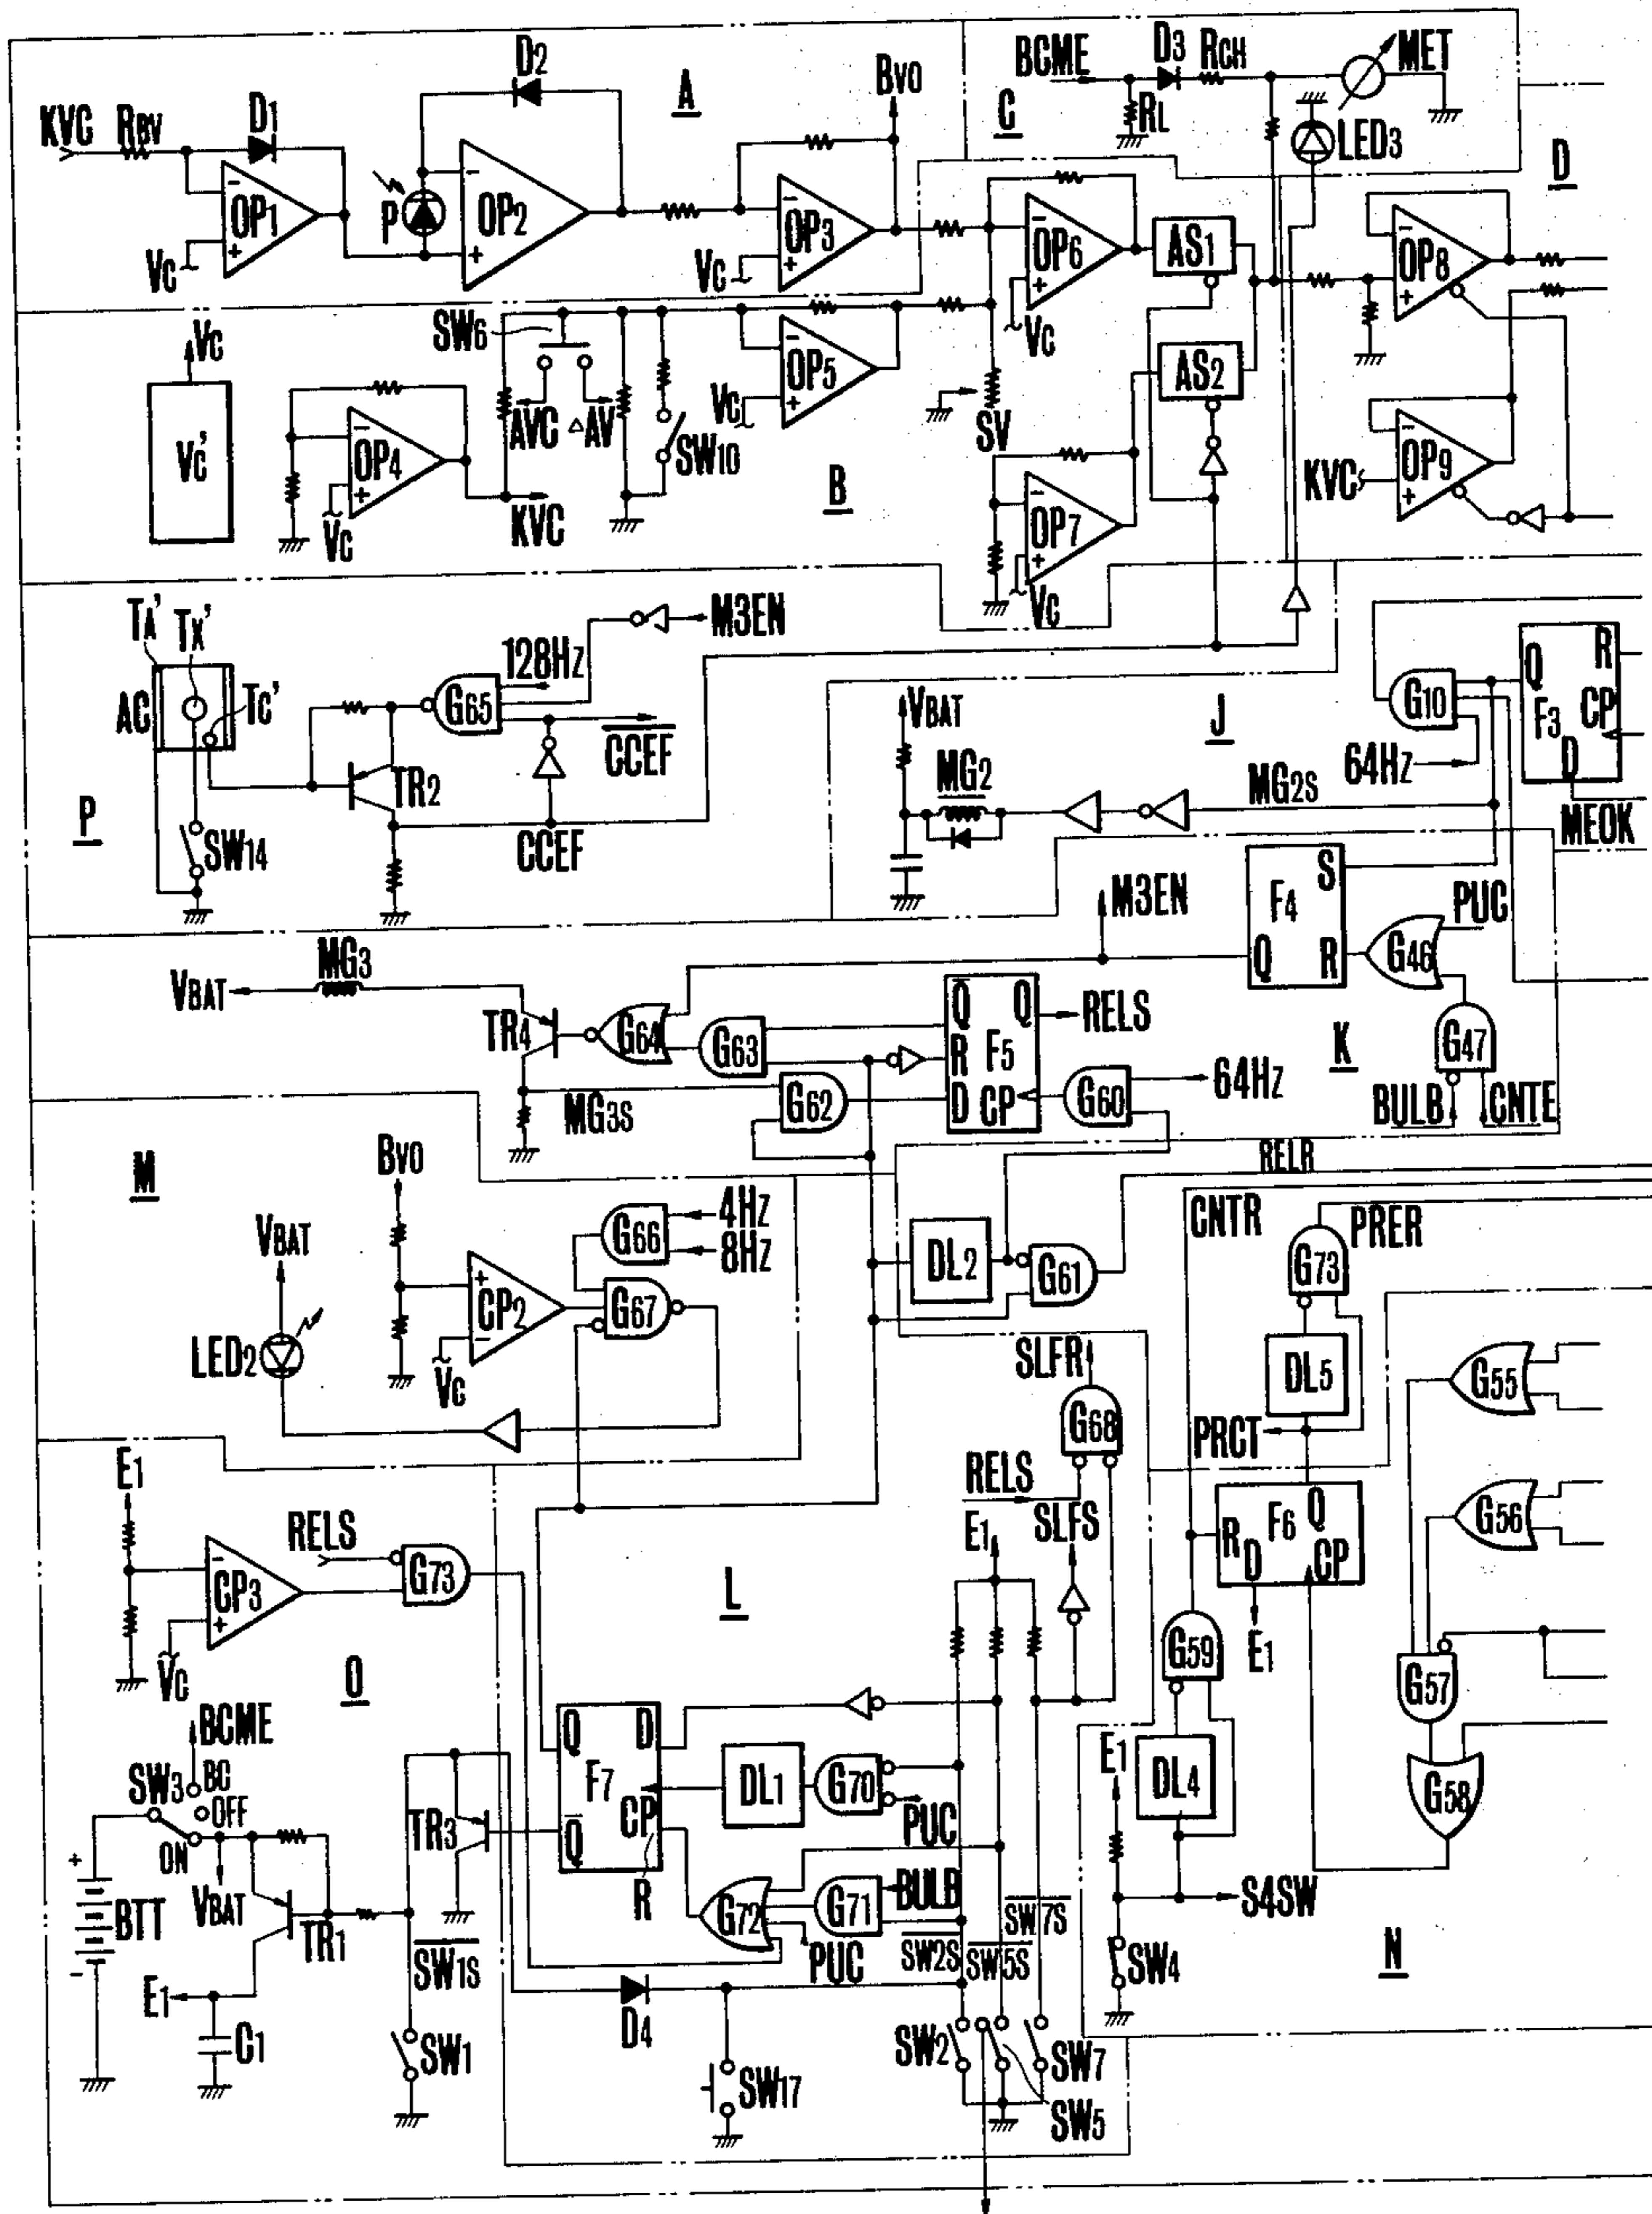 D2
A
BVO
BCME
D3
RCH
MET
C
RL
LED3
D
KVC
RBV
D1
−
OP1
+
VC
P
−
OP2
+
−
OP3
+
VC
−
OP6
+
VC
AS1
−
OP8
+
SW6
VC
VC'
AVC
△AV
SW10
−
OP5
+
VC
SV
AS2
−
OP4
+
VC
KVC
B
−
OP7
+
VC
−
OP9
+
KVC
TA'
TX'
TC'
AC
P
SW14
128HZ
M3EN
G65
CCEF
TR2
CCEF
VBAT
J
MG2
MG2S
G10
64HZ
Q
R
F3
CP
D
MEOK
M3EN
S
F4
Q
R
PUC
G46
MG3
VBAT
TR4
G64
G63
Q
Q
R
F5
D
CP
RELS
K
G47
G62
G60
64HZ
BULB
CNTE
MG3S
M
BVO
RELR
4HZ
G66
8HZ
CNTR
PRER
VBAT
DL2
G61
G73
+
CP2
−
G67
LED2
VC
SLFR
DL5
G55
G68
PRCT
E1
RELS
SLFS
E1
F6
Q
R
D
CP
G56
RELS
−
CP3
+
G73
VC
L
O
G59
E1
G57
BCME
SW3
BC
OFF
ON
Q
D
F7
CP
Q
R
DL1
G70
PUC
E1
DL4
G58
TR3
+
BTT
−
VBAT
TR1
G72
G71
BULB
SW7S
S4SW
SW1S
PUC
SW2S
SW5S
SW4
N
E1
D4
C1
SW1
SW2
SW7
SW17
SW5